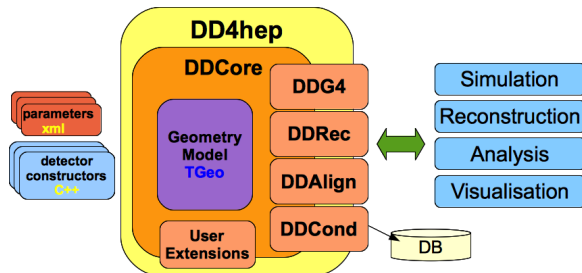 DD4hep
DDCore
parameters
xml
detector
constructors
C++
Geometry
Model
TGeo
User
Extensions
DDG4
DDRec
DDAlign
DDCond
Simulation
Reconstruction
Analysis
Visualisation
DB